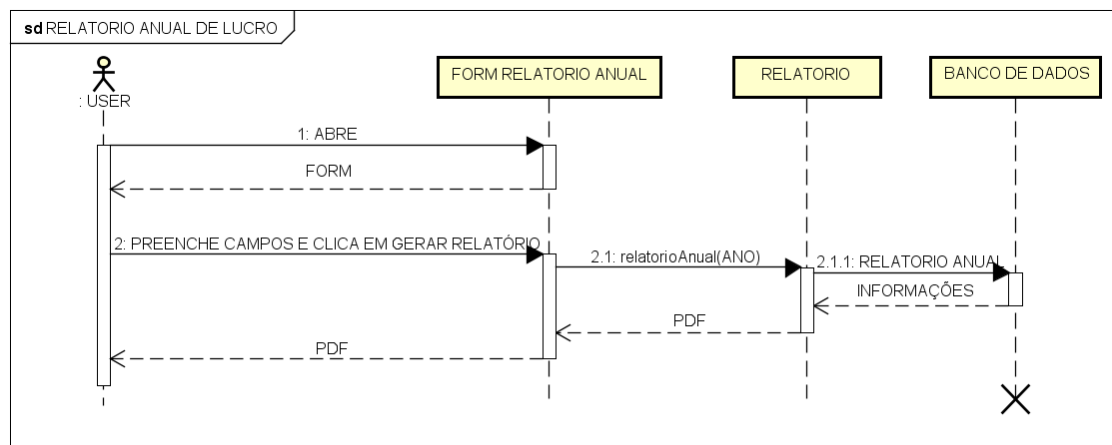 sd RELATORIO ANUAL DE LUCRO
: USER
FORM RELATORIO ANUAL
RELATORIO
BANCO DE DADOS
1: ABRE
FORM
2: PREENCHE CAMPOS E CLICA EM GERAR RELATÓRIO
2.1: relatorioAnual(ANO)
2.1.1: RELATORIO ANUAL
INFORMAÇÕES
PDF
PDF